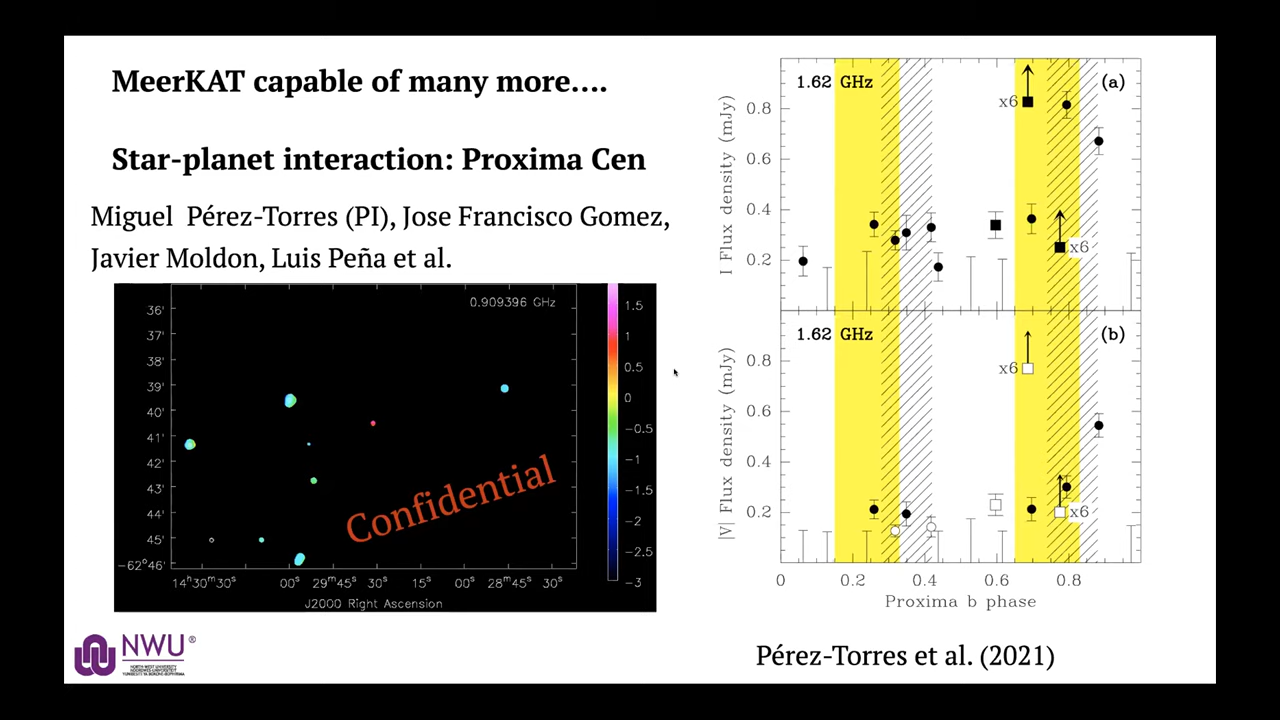 MeerKAT capable of many more....
Star-planet interaction: Proxima Cen
Miguel Pérez-Torres (PI), Jose Francisco Gomez,
Javier Moldon, Luis Peña et al.
0.909396 GHz
36'
37'
38'
39'
40'
41'
42'
43'
44'
45'
-62°46'
14ʰ30ᵐ30ˢ 00ˢ 29ᵐ45ˢ 30ˢ 15ˢ 00ˢ 28ᵐ45ˢ 30ˢ
J2000 Right Ascension
1.5
1
0.5
0
-0.5
-1
-1.5
-2
-2.5
-3
Confidential
NWU®
1.62 GHz (a)
I Flux density (mJy)
0.8
0.6
0.4
0.2
x6
x6
1.62 GHz (b)
|V| Flux density (mJy)
0.8
0.6
0.4
0.2
x6
x6
0 0.2 0.4 0.6 0.8
Proxima b phase
Pérez-Torres et al. (2021)